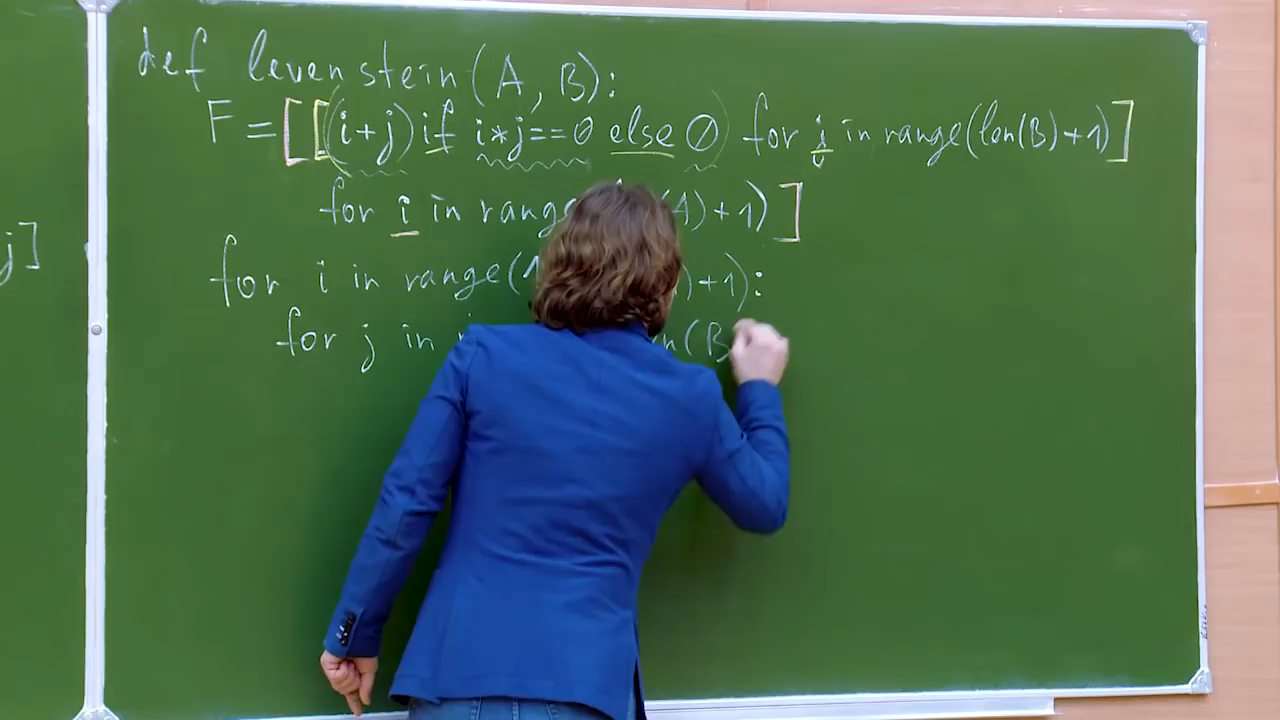 j]
def levenstein(A, B):
F = [[(i+j) if i*j==0 else 0 for j in range(len(B)+1)]
for i in rang (A)+1)]
for i in range(1 )+1):
for j in n(B